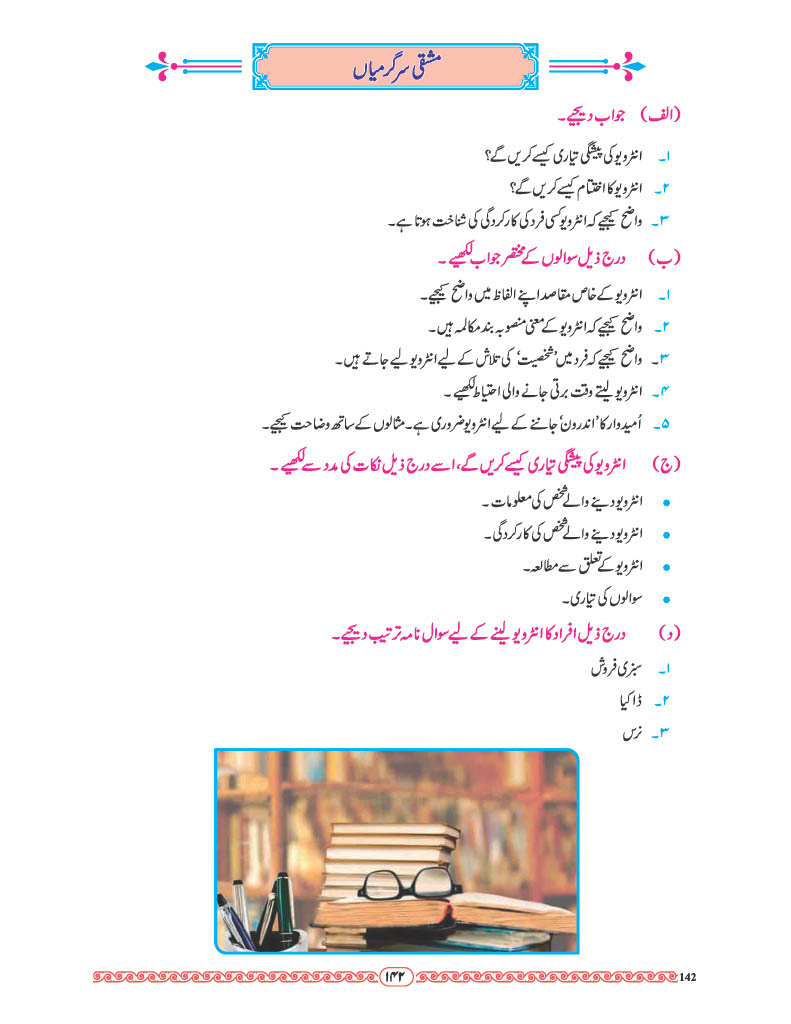 مشقی سرگرمیاں
(الف) جواب دیجیے۔
۱۔ انٹرویو کی پیشگی تیاری کیسے کریں گے؟
۲۔ انٹرویو کا اختتام کیسے کریں گے؟
۳۔ واضح کیجیے کہ انٹرویو کسی فرد کی کارکردگی کی شناخت ہوتا ہے۔
(ب) درج ذیل سوالوں کے مختصر جواب لکھیے۔
۱۔ انٹرویو کے خاص مقاصد اپنے الفاظ میں واضح کیجیے۔
۲۔ واضح کیجیے کہ انٹرویو کے معنی منصوبہ بند مکالمہ ہیں۔
۳۔ واضح کیجیے کہ فرد میں ’شخصیت‘ کی تلاش کے لیے انٹرویو لیے جاتے ہیں۔
۴۔ انٹرویو لیتے وقت برتی جانے والی احتیاط لکھیے۔
۵۔ اُمیدوار کا ’اندرون‘ جاننے کے لیے انٹرویو ضروری ہے۔ مثالوں کے ساتھ وضاحت کیجیے۔
(ج) انٹرویو کی پیشگی تیاری کیسے کریں گے، اسے درج ذیل نکات کی مدد سے لکھیے۔
• انٹرویو دینے والے شخص کی معلومات۔
• انٹرویو دینے والے شخص کی کارکردگی۔
• انٹرویو کے تعلق سے مطالعہ۔
• سوالوں کی تیاری۔
(د) درج ذیل افراد کا انٹرویو لینے کے لیے سوال نامہ ترتیب دیجیے۔
۱۔ سبزی فروش
۲۔ ڈاکیا
۳۔ نرس
۱۴۲ 142